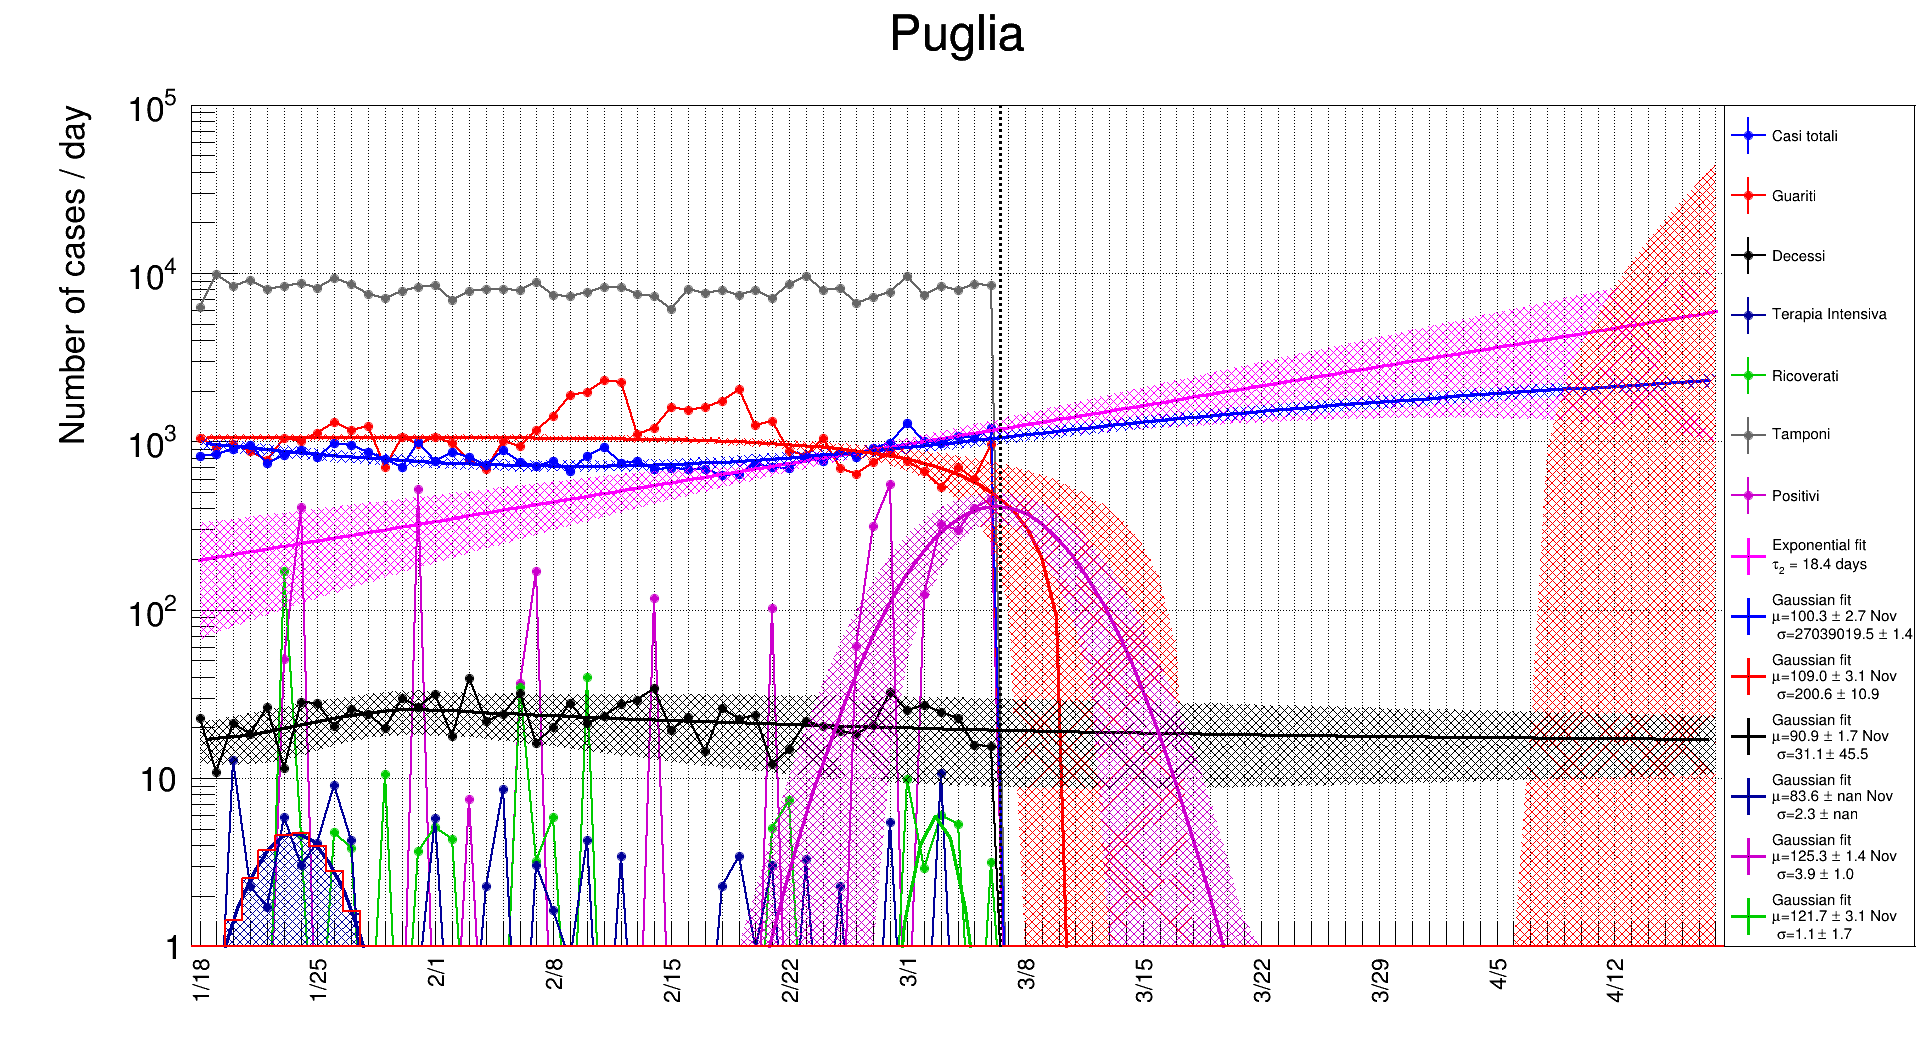 Puglia
Number of cases / day
10^5
10^4
10^3
10^2
10
1
1/18
1/25
2/1
2/8
2/15
2/22
3/1
3/8
3/15
3/22
3/29
4/5
4/12
Casi totali
Guariti
Decessi
Terapia Intensiva
Ricoverati
Tamponi
Positivi
Exponential fit
τ₂ = 18.4 days
Gaussian fit
μ=100.3 ± 2.7 Nov
σ=27039019.5 ± 1.4
Gaussian fit
μ=109.0 ± 3.1 Nov
σ=200.6 ± 10.9
Gaussian fit
μ=90.9 ± 1.7 Nov
σ=31.1 ± 45.5
Gaussian fit
μ=83.6 ± nan Nov
σ=2.3 ± nan
Gaussian fit
μ=125.3 ± 1.4 Nov
σ=3.9 ± 1.0
Gaussian fit
μ=121.7 ± 3.1 Nov
σ=1.1 ± 1.7